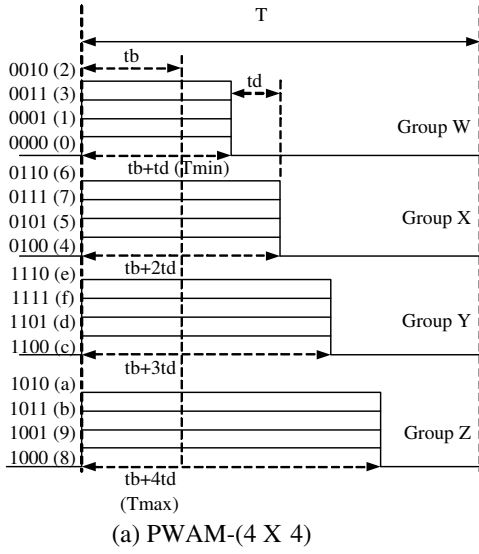 T
0010 (2)
tb
0011 (3)
td
0001 (1)
Group W
0000 (0)
tb+td (Tmin)
0110 (6)
0111 (7)
0101 (5)
Group X
0100 (4)
tb+2td
1110 (e)
1111 (f)
1101 (d)
Group Y
1100 (c)
tb+3td
1010 (a)
1011 (b)
1001 (9)
Group Z
1000 (8)
tb+4td
(Tmax)
(a) PWAM-(4 X 4)